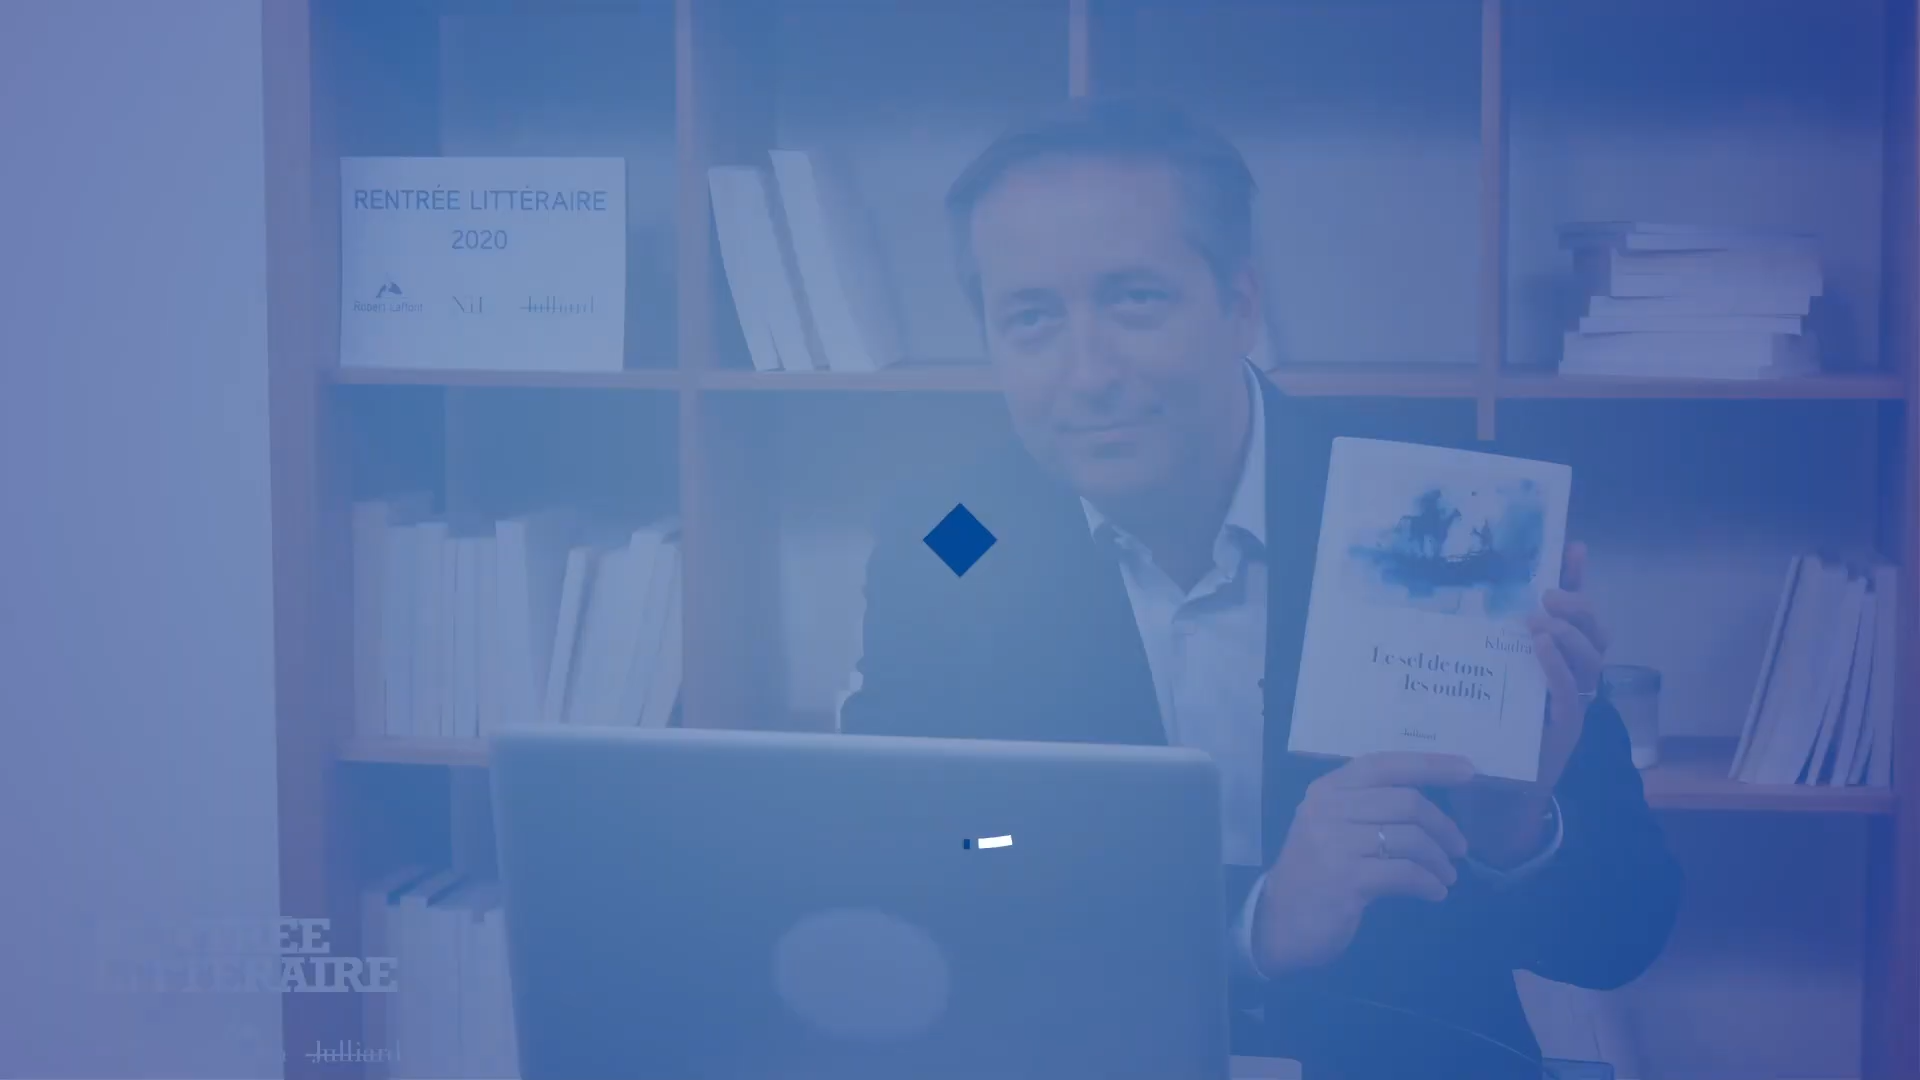 RENTRÉE LITTÉRAIRE
2020
Robert Laffont NiL Julliard
Khadra
Le sel de tous
les oublis
Julliard
LITTÉRAIRE
Julliard